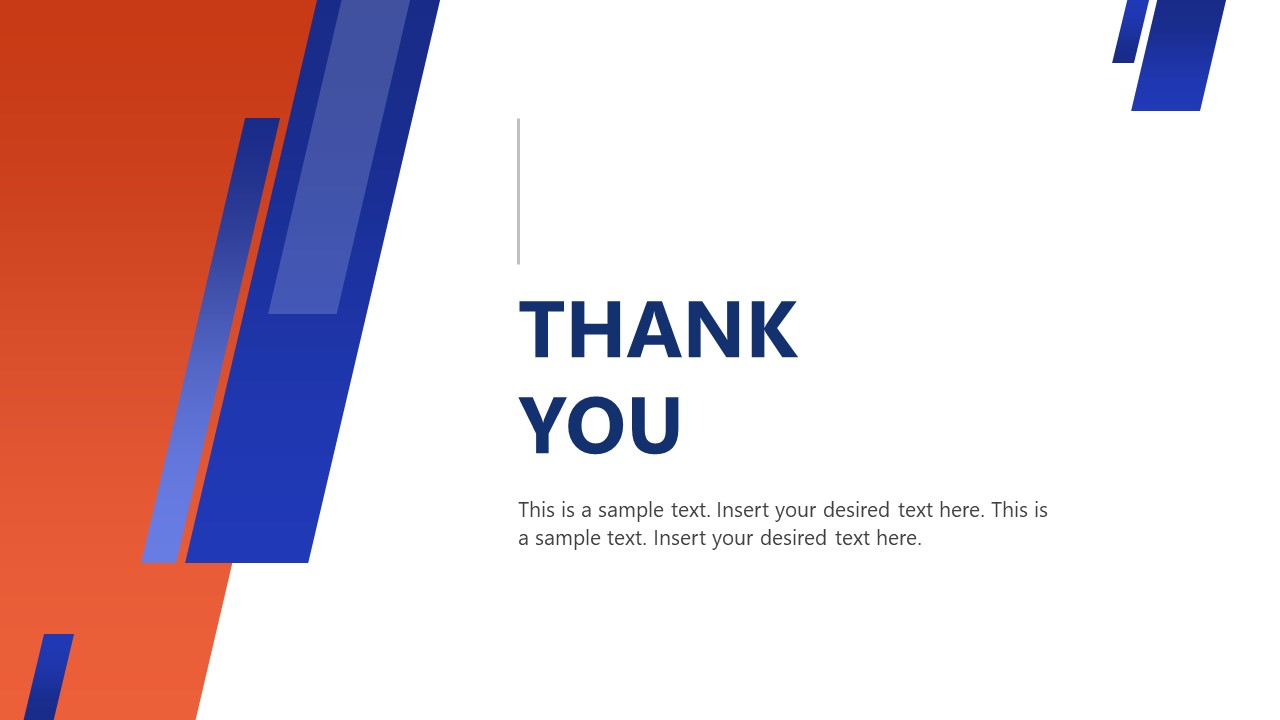 THANK
YOU
This is a sample text. Insert your desired text here. This is
a sample text. Insert your desired text here.